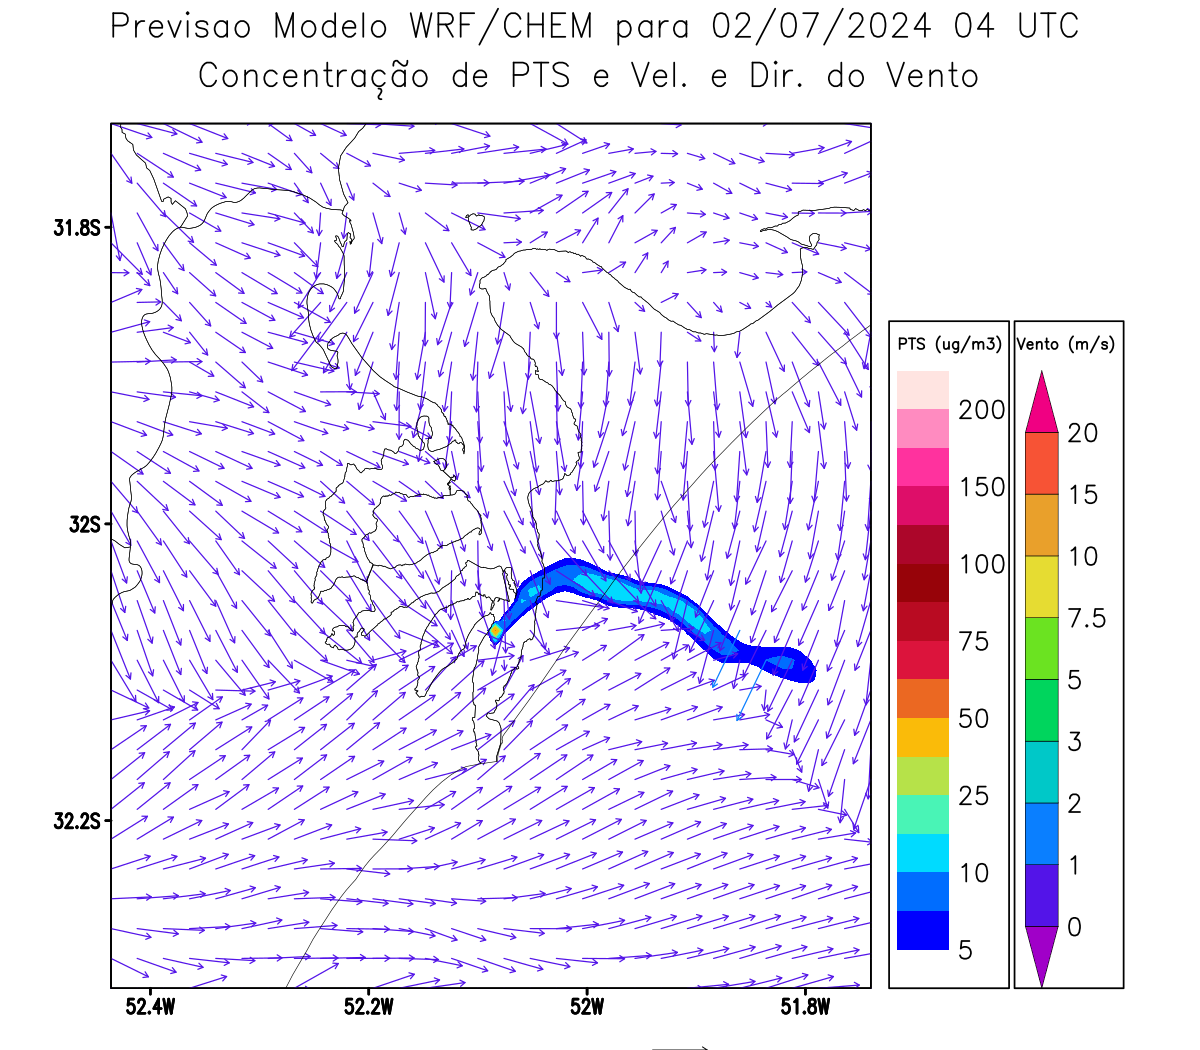 Previsao Modelo WRF/CHEM para 02/07/2024 04 UTC
Concentração de PTS e Vel. e Dir. do Vento
31.8S
32S
32.2S
52.4W
52.2W
52W
51.8W
PTS (ug/m3)
200
150
100
75
50
25
10
5
Vento (m/s)
20
15
10
7.5
5
3
2
1
0